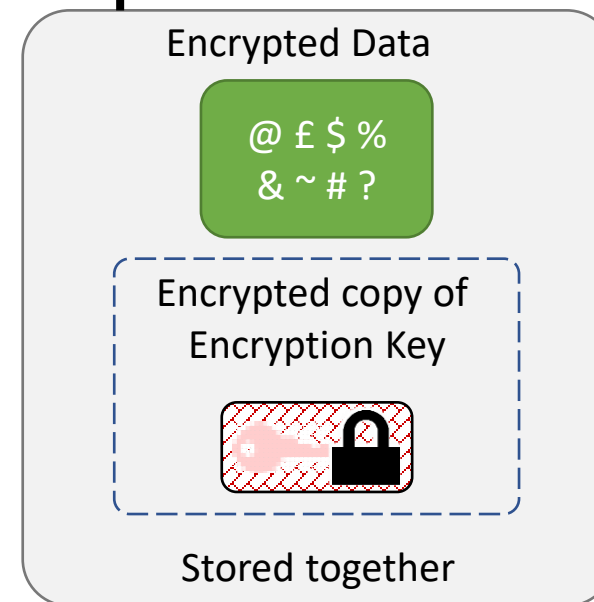 Encrypted Data
@ £ $ %
& ~ # ?
Encrypted copy of
Encryption Key
Stored together